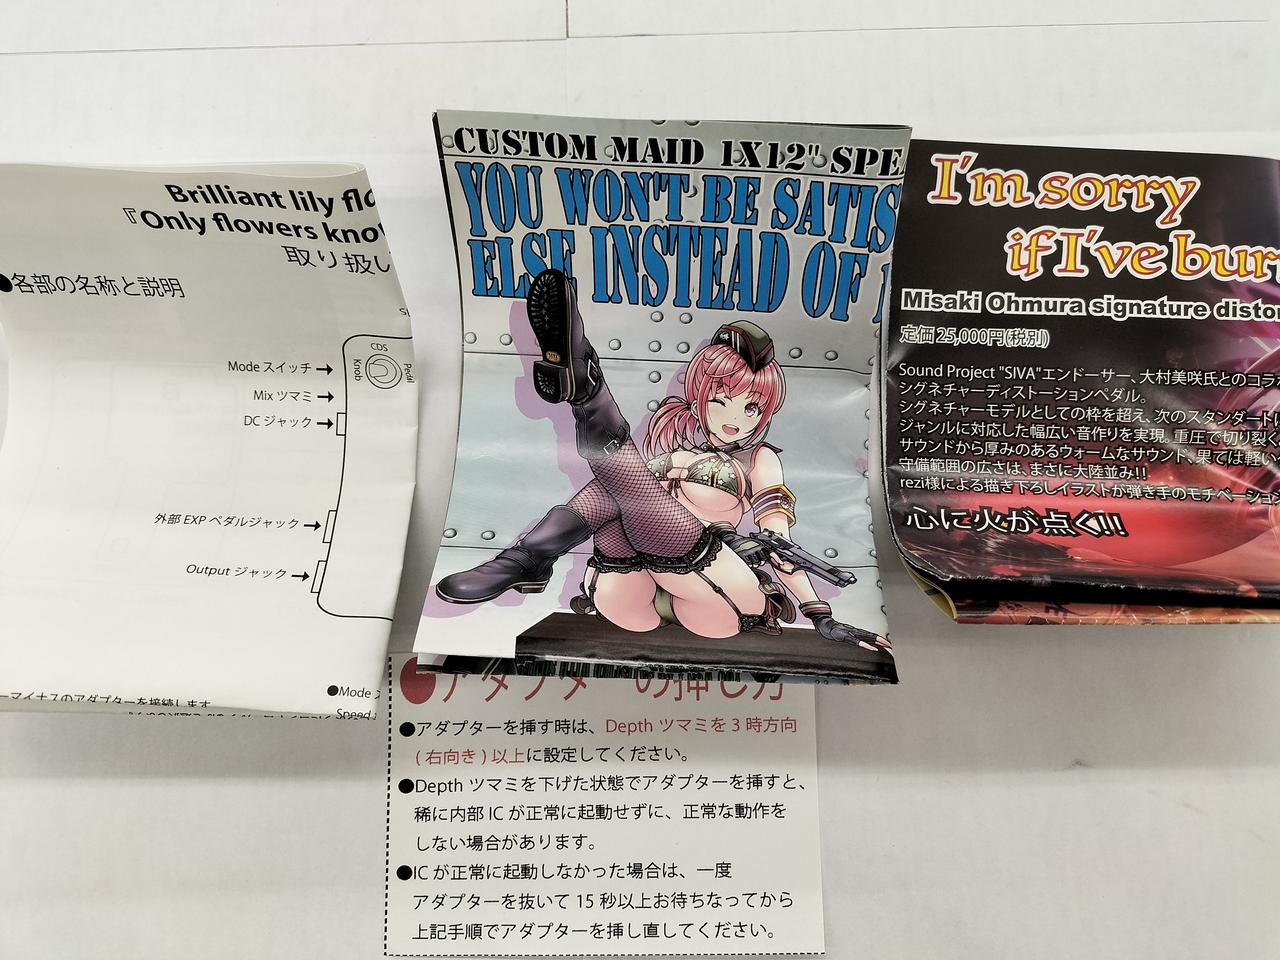 Brilliant lily
『Only flowers
取り扱い
●各部の名称と説明
CDS
Knob
Pedal
Mode スイッチ
Mix ツマミ
DC ジャック
外部 EXP ペダルジャック
Output ジャック
●Mode
ーマイナスのアダプターを接続します
Speed
CUSTOM MAID 1X12"
YOU WON'T BE
ELSE INSTEAD OF
I'm sorry
if I've
Misaki Ohmura signature
定価 25,000円(税別)
Sound Project "SIVA"エンドーサー、大村美咲氏とのコラボ
シグネチャーディストーションペダル。
シグネチャーモデルとしての枠を超え、次のスタンダード
ジャンルに対応した幅広い音作りを実現。重圧で切り裂く
サウンドから厚みのあるウォームなサウンド、果ては軽い
守備範囲の広さは、まさに大陸並み!!
rezi様による描き下ろしイラストが弾き手のモチベーション
心に火が点く!!!
●アダプターの挿し方
●アダプターを挿す時は、Depth ツマミを 3 時方向
(右向き) 以上に設定してください。
●Depth ツマミを下げた状態でアダプターを挿すと、
稀に内部 IC が正常に起動せずに、正常な動作を
しない場合があります。
●IC が正常に起動しなかった場合は、一度
アダプターを抜いて 15 秒以上お待ちなってから
上記手順でアダプターを挿し直してください。